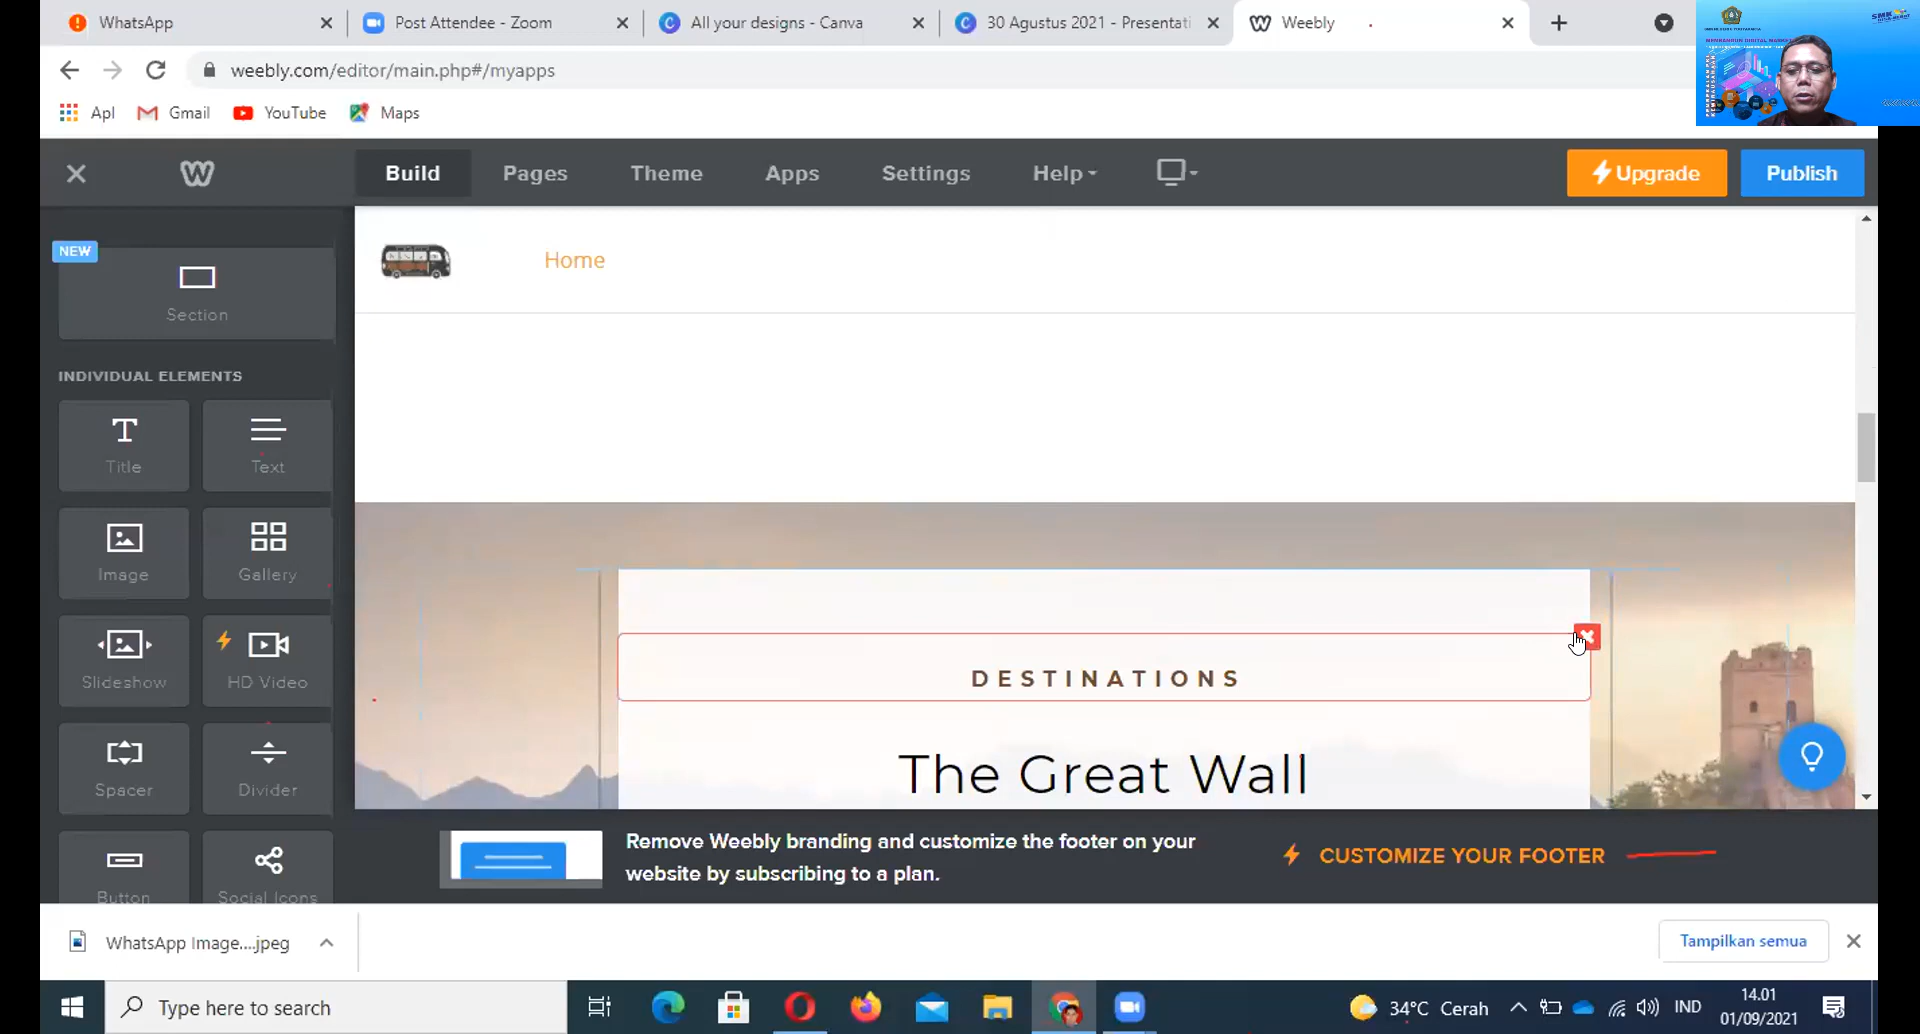 WhatsApp
Post Attendee - Zoom
All your designs - Canva
30 Agustus 2021 - Presentati
Weebly
weebly.com/editor/main.php#/myapps
Apl
Gmail
YouTube
Maps
Build
Pages
Theme
Apps
Settings
Help
Upgrade
Publish
NEW
Section
Home
INDIVIDUAL ELEMENTS
Title
Text
Image
Gallery
Slideshow
HD Video
Spacer
Divider
Button
Social Icons
DESTINATIONS
The Great Wall
Remove Weebly branding and customize the footer on your
website by subscribing to a plan.
CUSTOMIZE YOUR FOOTER
WhatsApp Image....jpeg
Tampilkan semua
Type here to search
34°C Cerah
IND
14.01
01/09/2021